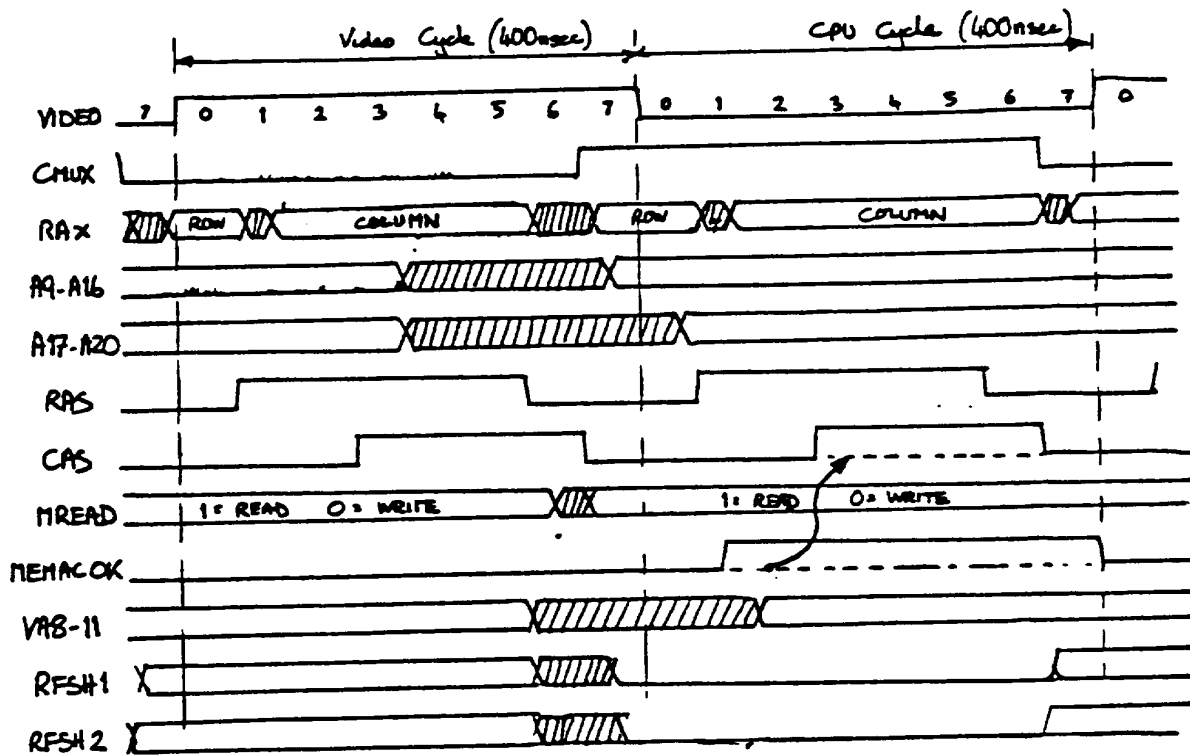 Video Cycle (400nsec)
CPU Cycle (400nsec)
VIDEO 7 0 1 2 3 4 5 6 7 0 1 2 3 4 5 6 7 0
CMUX
RAx ROW COLUMN ROW COLUMN
A9-A16
A17-A20
RAS
CAS
MREAD 1= READ 0= WRITE 1= READ 0= WRITE
MEMACOK
VA8-11
RFSH1
RFSH2